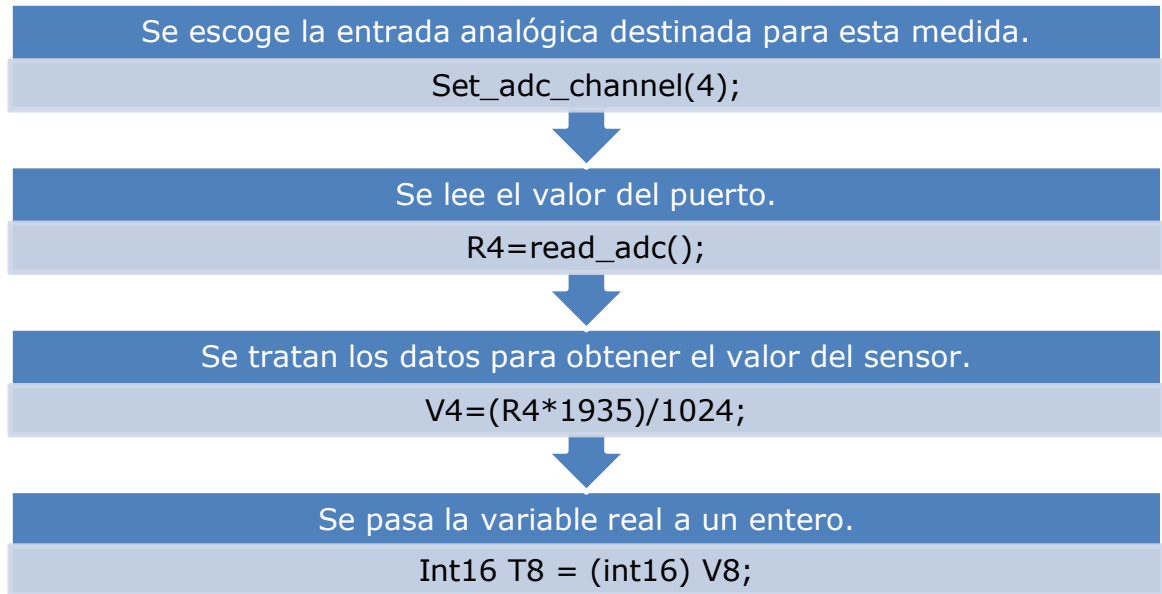 Se escoge la entrada analógica destinada para esta medida.
Set_adc_channel(4);
Se lee el valor del puerto.
R4=read_adc();
Se tratan los datos para obtener el valor del sensor.
V4=(R4*1935)/1024;
Se pasa la variable real a un entero.
Int16 T8 = (int16) V8;